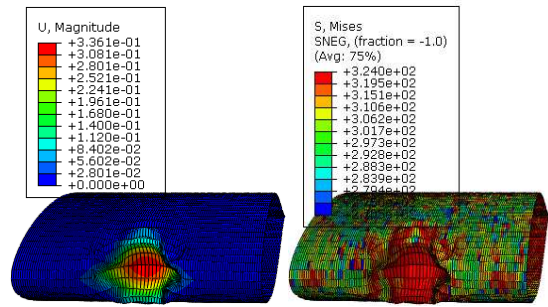 U, Magnitude
+3.361e-01
+3.081e-01
+2.801e-01
+2.521e-01
+2.241e-01
+1.961e-01
+1.680e-01
+1.400e-01
+1.120e-01
+8.402e-02
+5.602e-02
+2.801e-02
+0.000e+00
S, Mises
SNEG, (fraction = -1.0)
(Avg: 75%)
+3.240e+02
+3.195e+02
+3.151e+02
+3.106e+02
+3.062e+02
+3.017e+02
+2.973e+02
+2.928e+02
+2.883e+02
+2.839e+02
+2.794e+02